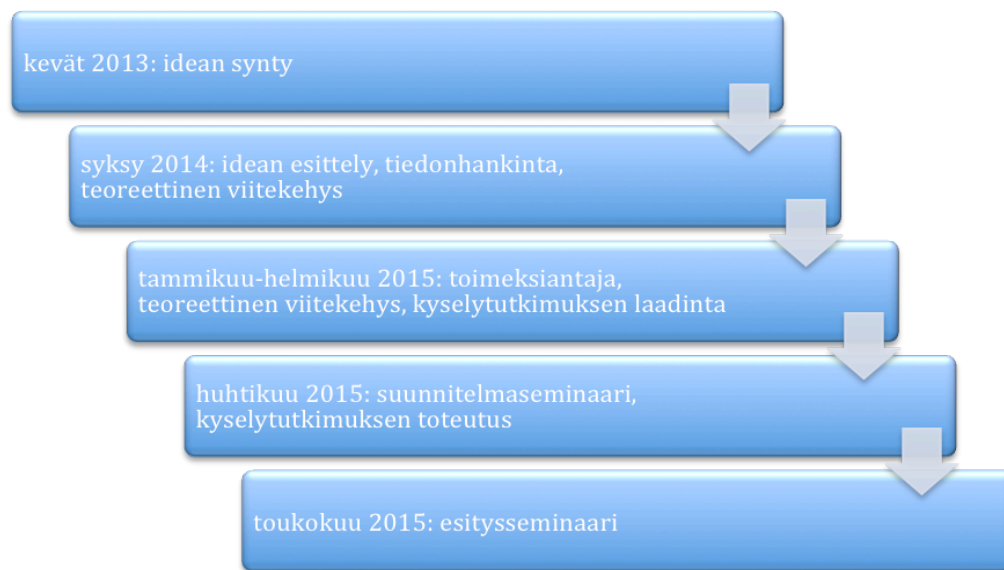 kevät 2013: idean synty
syksy 2014: idean esittely, tiedonhankinta,
teoreettinen viitekehys
tammikuu-helmikuu 2015: toimeksiantaja,
teoreettinen viitekehys, kyselytutkimuksen laadinta
huhtikuu 2015: suunnitelmaseminaari,
kyselytutkimuksen toteutus
toukokuu 2015: esitysseminaari